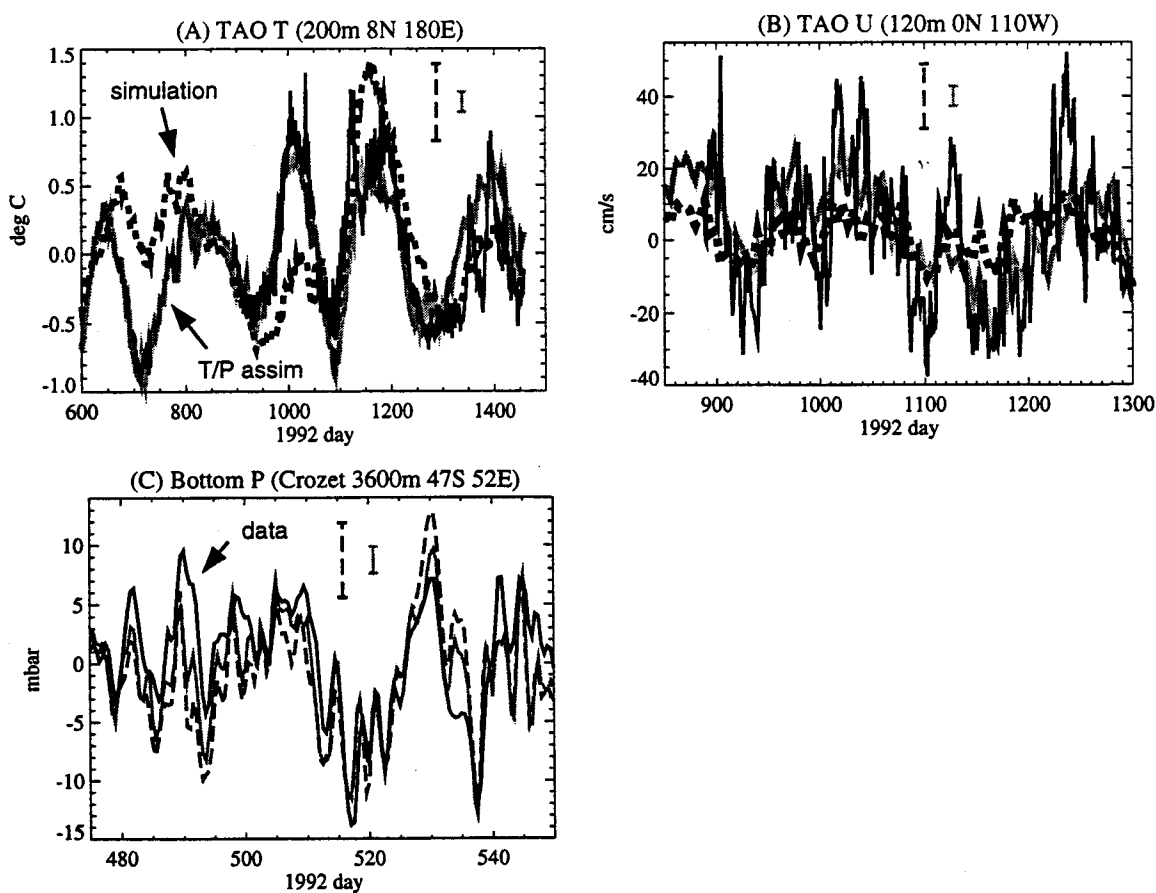 (A) TAO T (200m 8N 180E)
1.5
1.0
0.5
0.0
-0.5
-1.0
deg C
simulation
T/P assim
600 800 1000 1200 1400
1992 day
(B) TAO U (120m 0N 110W)
40
20
0
-20
-40
cm/s
900 1000 1100 1200 1300
1992 day
(C) Bottom P (Crozet 3600m 47S 52E)
10
5
0
-5
-10
-15
mbar
data
480 500 520 540
1992 day